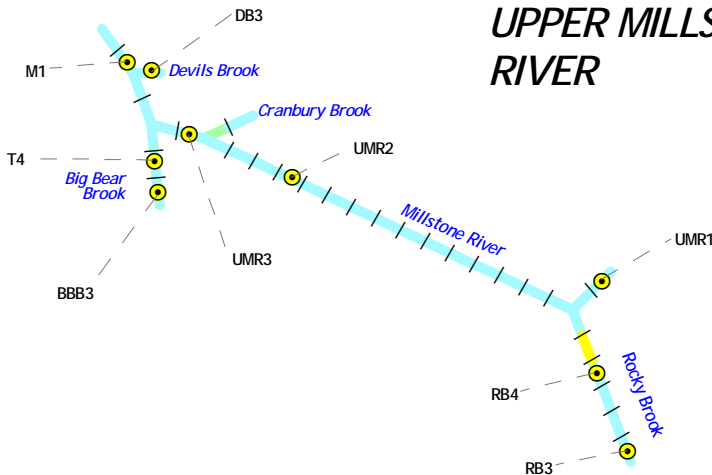 UPPER MILLS
RIVER
DB3
M1
Devils Brook
Cranbury Brook
T4
UMR2
Big Bear
Brook
Millstone River
UMR1
UMR3
BBB3
Rocky Brook
RB4
RB3